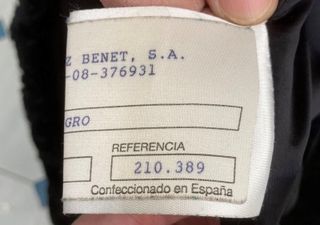 Z BENET, S.A.
-08-376931
GRO
REFERENCIA
210.389
Confeccionado en España